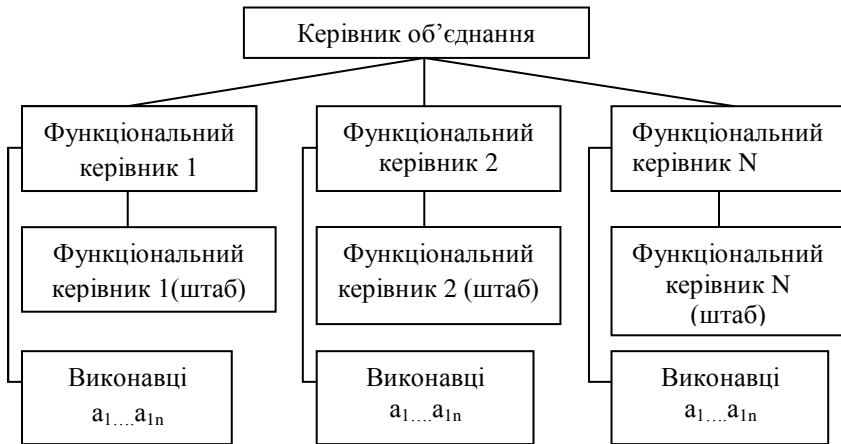 Керівник об’єднання
Функціональний
керівник 1
Функціональний
керівник 2
Функціональний
керівник N
Функціональний
керівник 1(штаб)
Функціональний
керівник 2 (штаб)
Функціональний
керівник N
(штаб)
Виконавці
a1....a1n
Виконавці
a1....a1n
Виконавці
a1....a1n